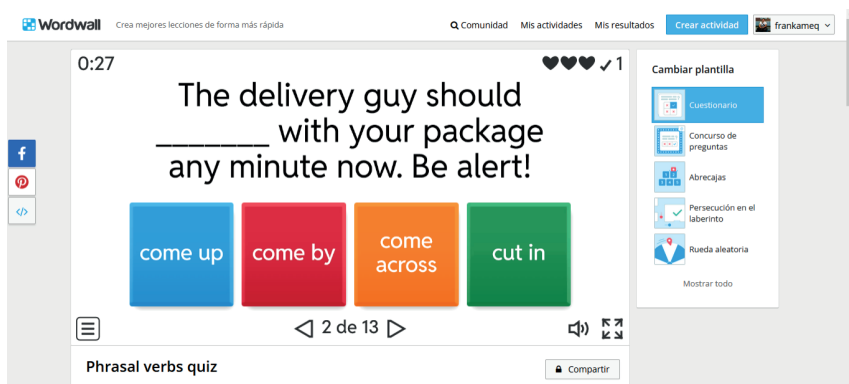 Wordwall
Crea mejores lecciones de forma más rápida
Comunidad
Mis actividades
Mis resultados
Crear actividad
frankameq
0:27
1
The delivery guy should
_______ with your package
any minute now. Be alert!
come up
come by
come
across
cut in
2 de 13
Phrasal verbs quiz
Compartir
Cambiar plantilla
Cuestionario
Concurso de
preguntas
Abrecajas
Persecución en el
laberinto
Rueda aleatoria
Mostrar todo